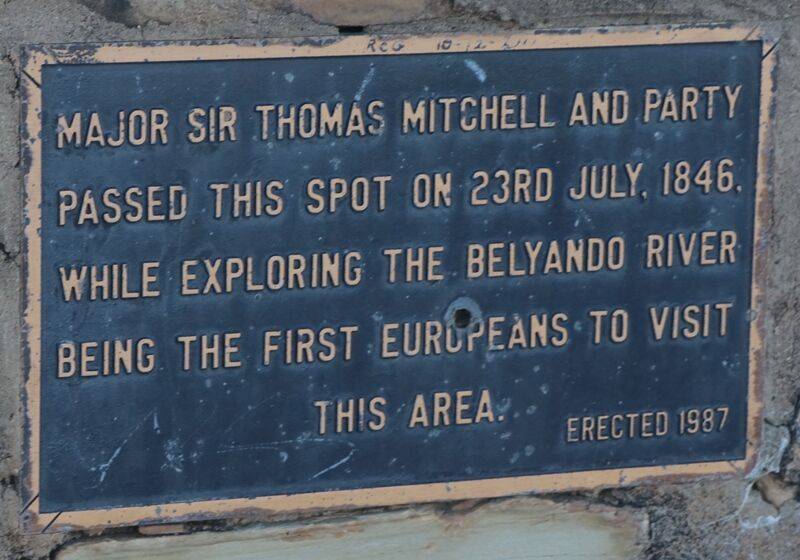 MAJOR SIR THOMAS MITCHELL AND PARTY
PASSED THIS SPOT ON 23RD JULY, 1846,
WHILE EXPLORING THE BELYANDO RIVER
BEING THE FIRST EUROPEANS TO VISIT
THIS AREA.
ERECTED 1987